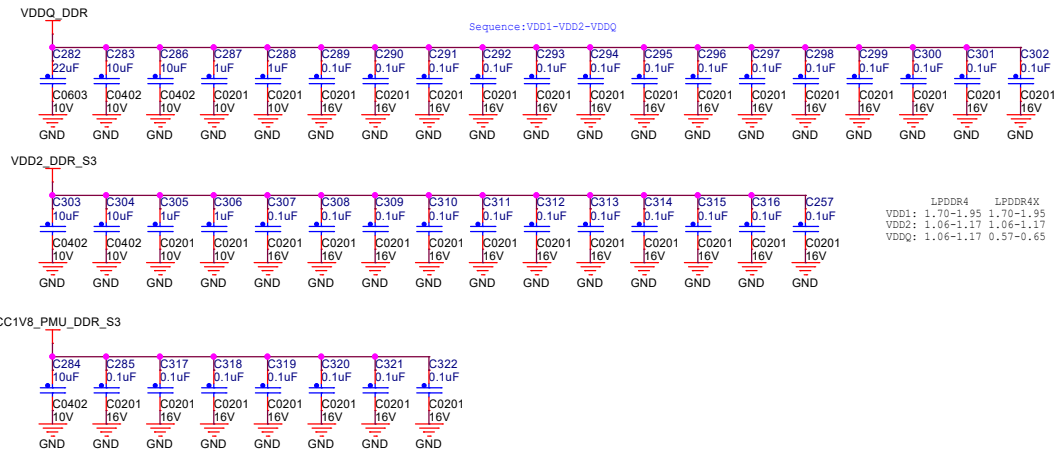 VDDQ_DDR
Sequence:VDD1-VDD2-VDDQ
C282 C283 C286 C287 C288 C289 C290 C291 C292 C293 C294 C295 C296 C297 C298 C299 C300 C301 C302
22uF 10uF 10uF 1uF 1uF 0.1uF 0.1uF 0.1uF 0.1uF 0.1uF 0.1uF 0.1uF 0.1uF 0.1uF 0.1uF 0.1uF 0.1uF 0.1uF 0.1uF
C0603 C0402 C0402 C0201 C0201 C0201 C0201 C0201 C0201 C0201 C0201 C0201 C0201 C0201 C0201 C0201 C0201 C0201 C0201
10V 10V 10V 10V 10V 16V 16V 16V 16V 16V 16V 16V 16V 16V 16V 16V 16V 16V 16V
GND GND GND GND GND GND GND GND GND GND GND GND GND GND GND GND GND GND GND
VDD2_DDR_S3
C303 C304 C305 C306 C307 C308 C309 C310 C311 C312 C313 C314 C315 C316 C257
10uF 10uF 1uF 1uF 0.1uF 0.1uF 0.1uF 0.1uF 0.1uF 0.1uF 0.1uF 0.1uF 0.1uF 0.1uF 0.1uF
C0402 C0402 C0201 C0201 C0201 C0201 C0201 C0201 C0201 C0201 C0201 C0201 C0201 C0201 C0201
10V 10V 10V 10V 16V 16V 16V 16V 16V 16V 16V 16V 16V 16V 16V
GND GND GND GND GND GND GND GND GND GND GND GND GND GND GND
LPDDR4 LPDDR4X
VDD1: 1.70-1.95 1.70-1.95
VDD2: 1.06-1.17 1.06-1.17
VDDQ: 1.06-1.17 0.57-0.65
CC1V8_PMU_DDR_S3
C284 C285 C317 C318 C319 C320 C321 C322
10uF 0.1uF 0.1uF 0.1uF 0.1uF 0.1uF 0.1uF 0.1uF
C0402 C0201 C0201 C0201 C0201 C0201 C0201 C0201
10V 16V 16V 16V 16V 16V 16V 16V
GND GND GND GND GND GND GND GND